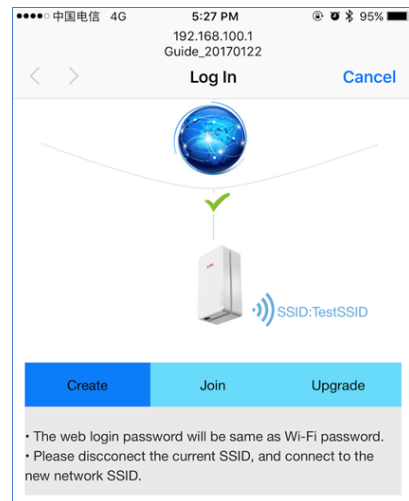 中国电信 4G 5:27 PM 95%
192.168.100.1
Guide_20170122
Log In Cancel
SSID:TestSSID
Create Join Upgrade
• The web login password will be same as Wi-Fi password.
• Please discconect the current SSID, and connect to the
new network SSID.